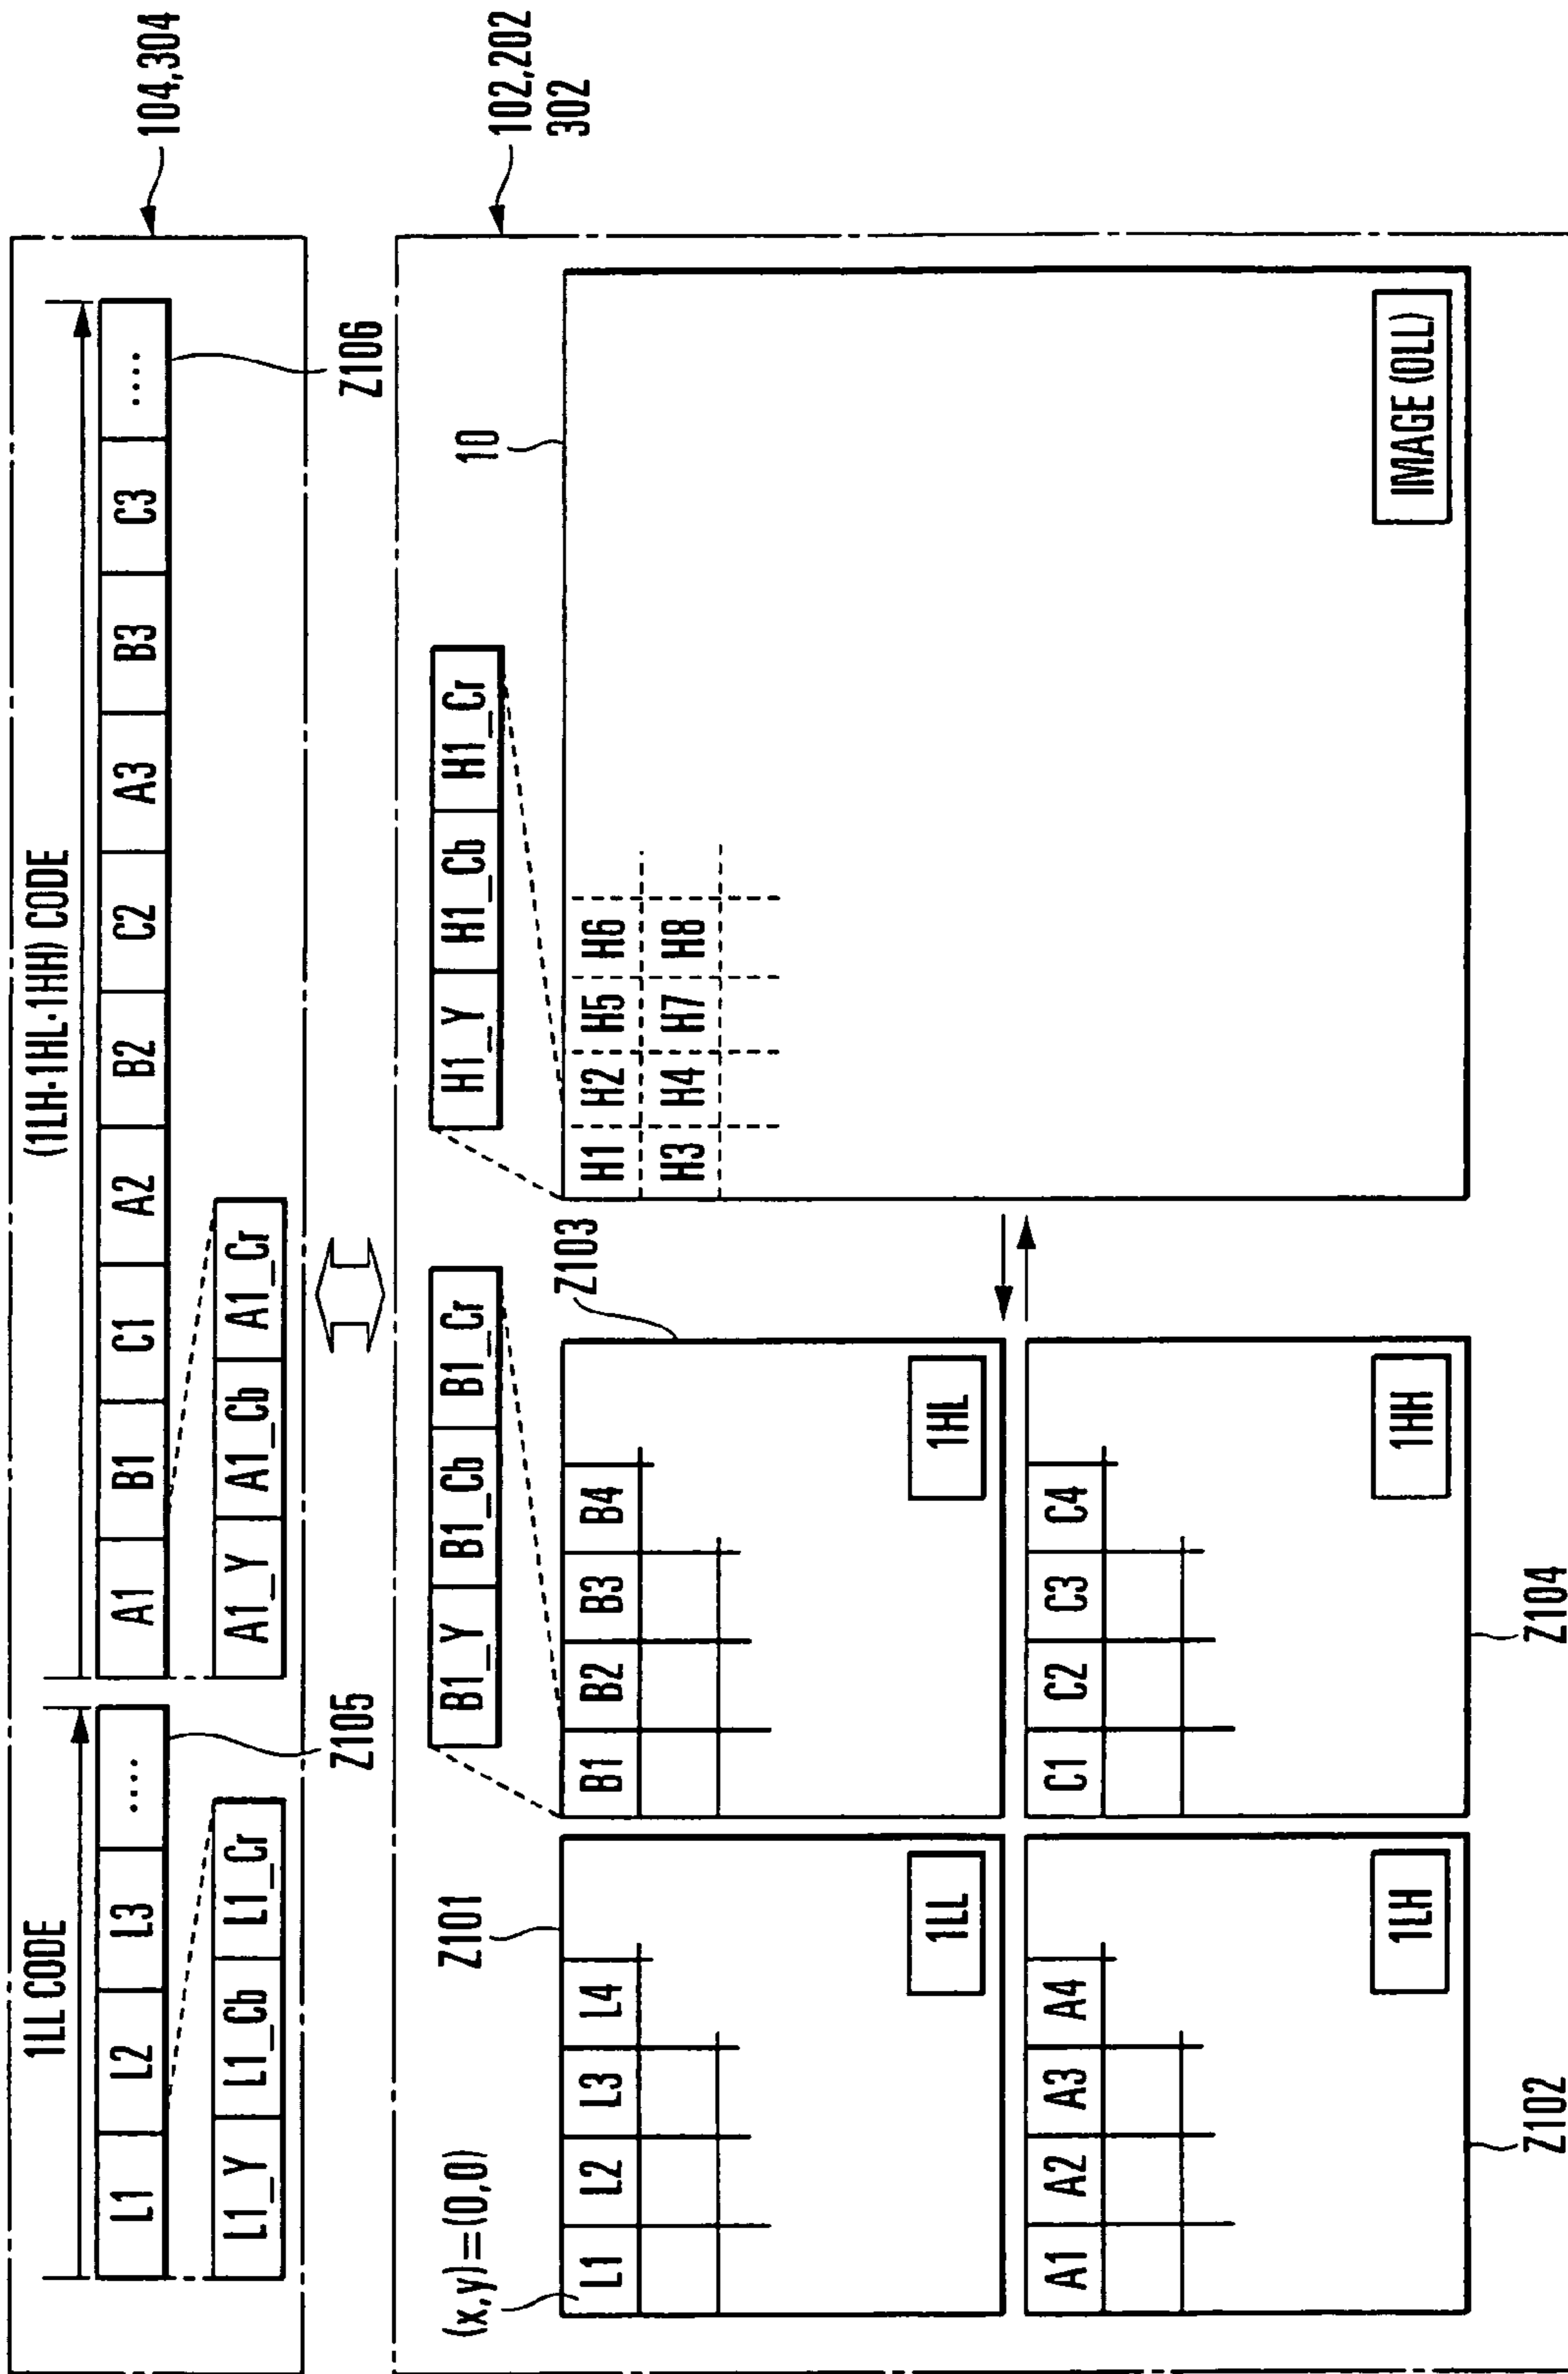 1LL CODE
(1LH·1HL·1HH) CODE
104,304
L1 L2 L3 ....
A1 B1 C1 A2 B2 C2 A3 B3 C3 ....
L1_Y L1_Cb L1_Cr
Z105
A1_Y A1_Cb A1_Cr
Z106
102,202
302
(x,y)=(0,0)
Z101
B1_Y B1_Cb B1_Cr
Z103
H1_Y H1_Cb H1_Cr
10
L1 L2 L3 L4
1LL
B1 B2 B3 B4
1HL
H1 H2 H5 H6
H3 H4 H7 H8
IMAGE (0LL)
A1 A2 A3 A4
1LH
C1 C2 C3 C4
1HH
Z102
Z104